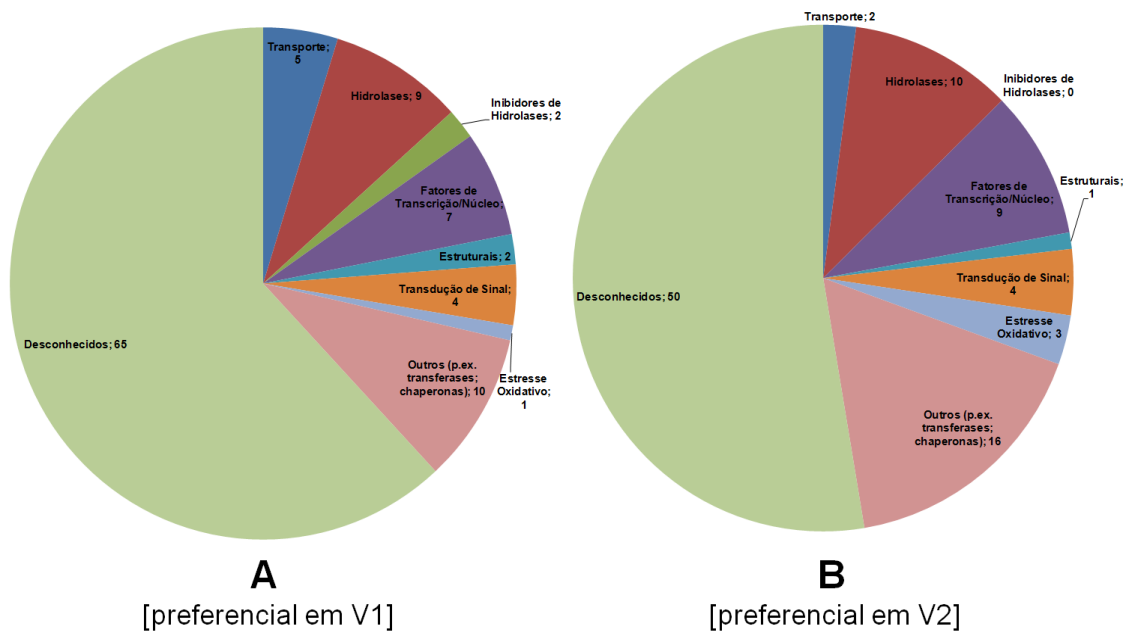 Transporte;
5
Hidrolases; 9
Inibidores de
Hidrolases; 2
Fatores de
Transcrição/Núcleo;
7
Estruturais; 2
Transdução de Sinal;
4
Estresse
Oxidativo;
1
Outros (p.ex.
transferases;
chaperonas); 10
Desconhecidos; 65
A
[preferencial em V1]
Transporte; 2
Hidrolases; 10
Inibidores de
Hidrolases; 0
Fatores de
Transcrição/Núcleo;
9
Estruturais;
1
Transdução de Sinal;
4
Estresse
Oxidativo; 3
Outros (p.ex.
transferases;
chaperonas); 16
Desconhecidos; 50
B
[preferencial em V2]